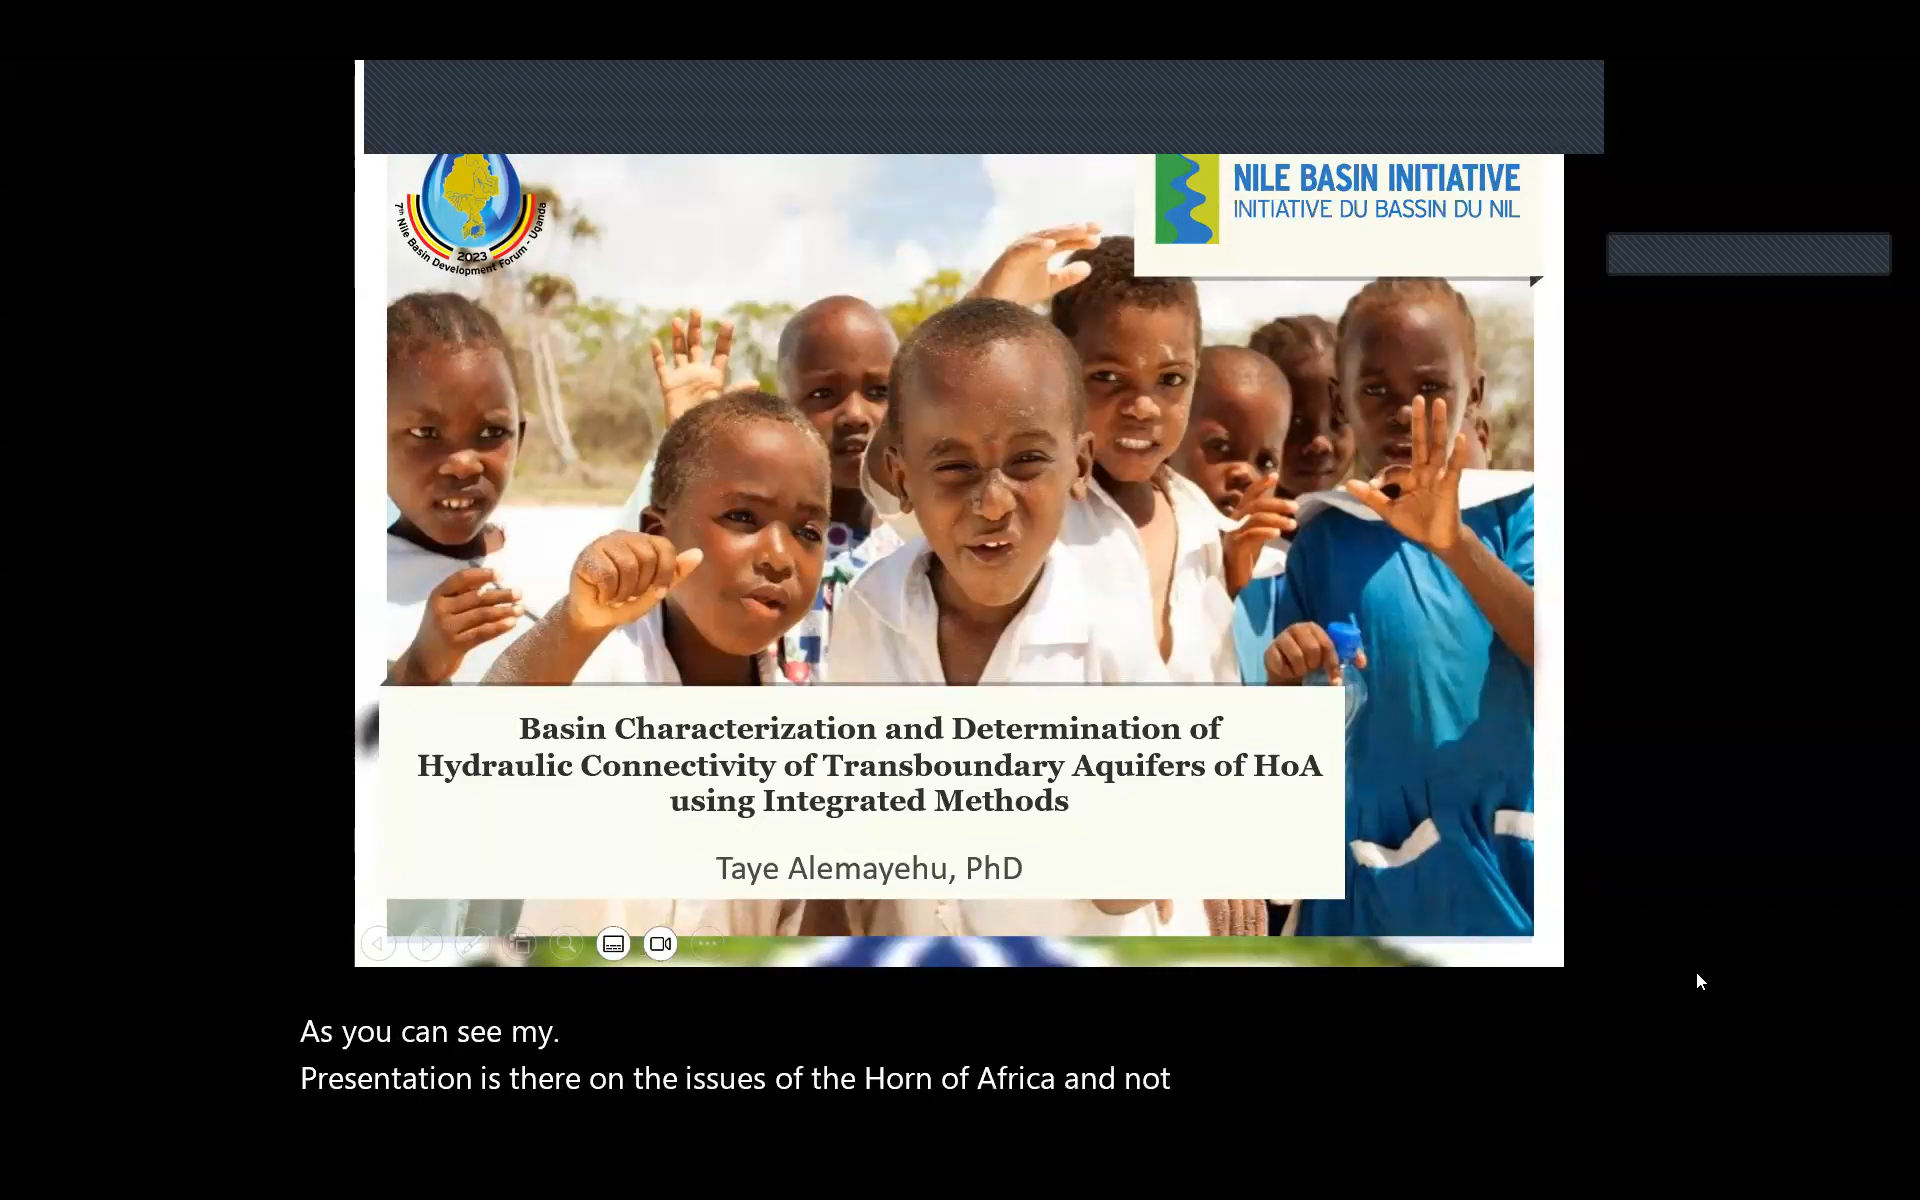 NILE BASIN INITIATIVE
INITIATIVE DU BASSIN DU NIL
7th Nile Basin Development Forum - Uganda
2023
Basin Characterization and Determination of
Hydraulic Connectivity of Transboundary Aquifers of HoA
using Integrated Methods
Taye Alemayehu, PhD
As you can see my.
Presentation is there on the issues of the Horn of Africa and not